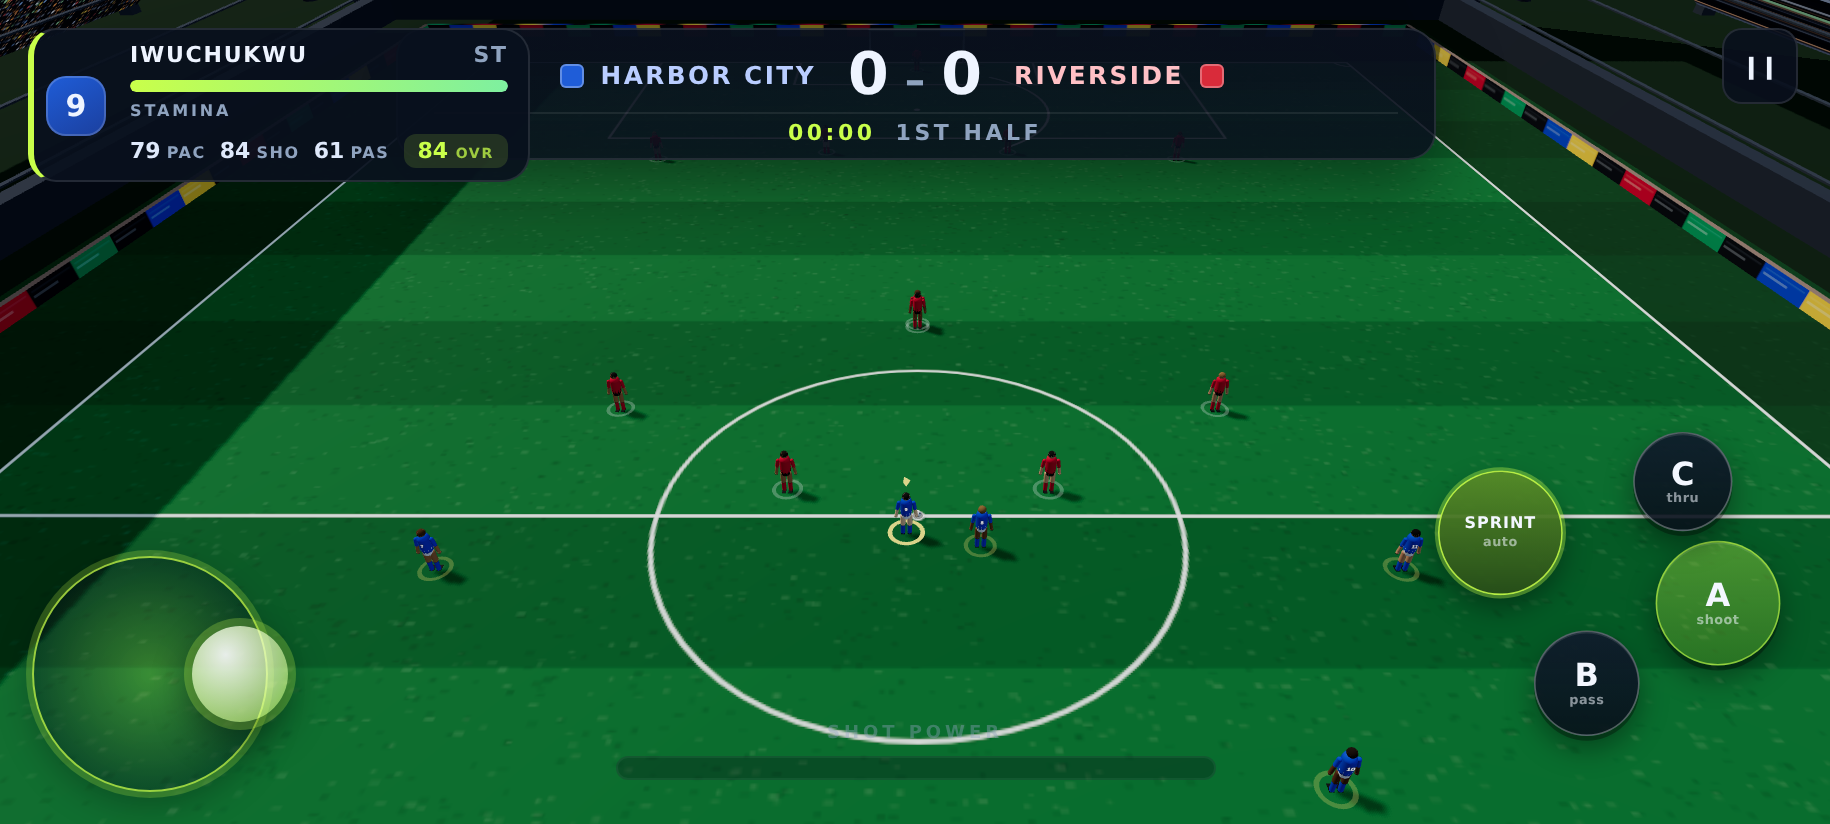 IWUCHUKWU ST
9
STAMINA
79 PAC 84 SHO 61 PAS 84 OVR
HARBOR CITY 0 - 0 RIVERSIDE
00:00 1ST HALF
C
thru
SPRINT
auto
A
shoot
B
pass
SHOT POWER
10